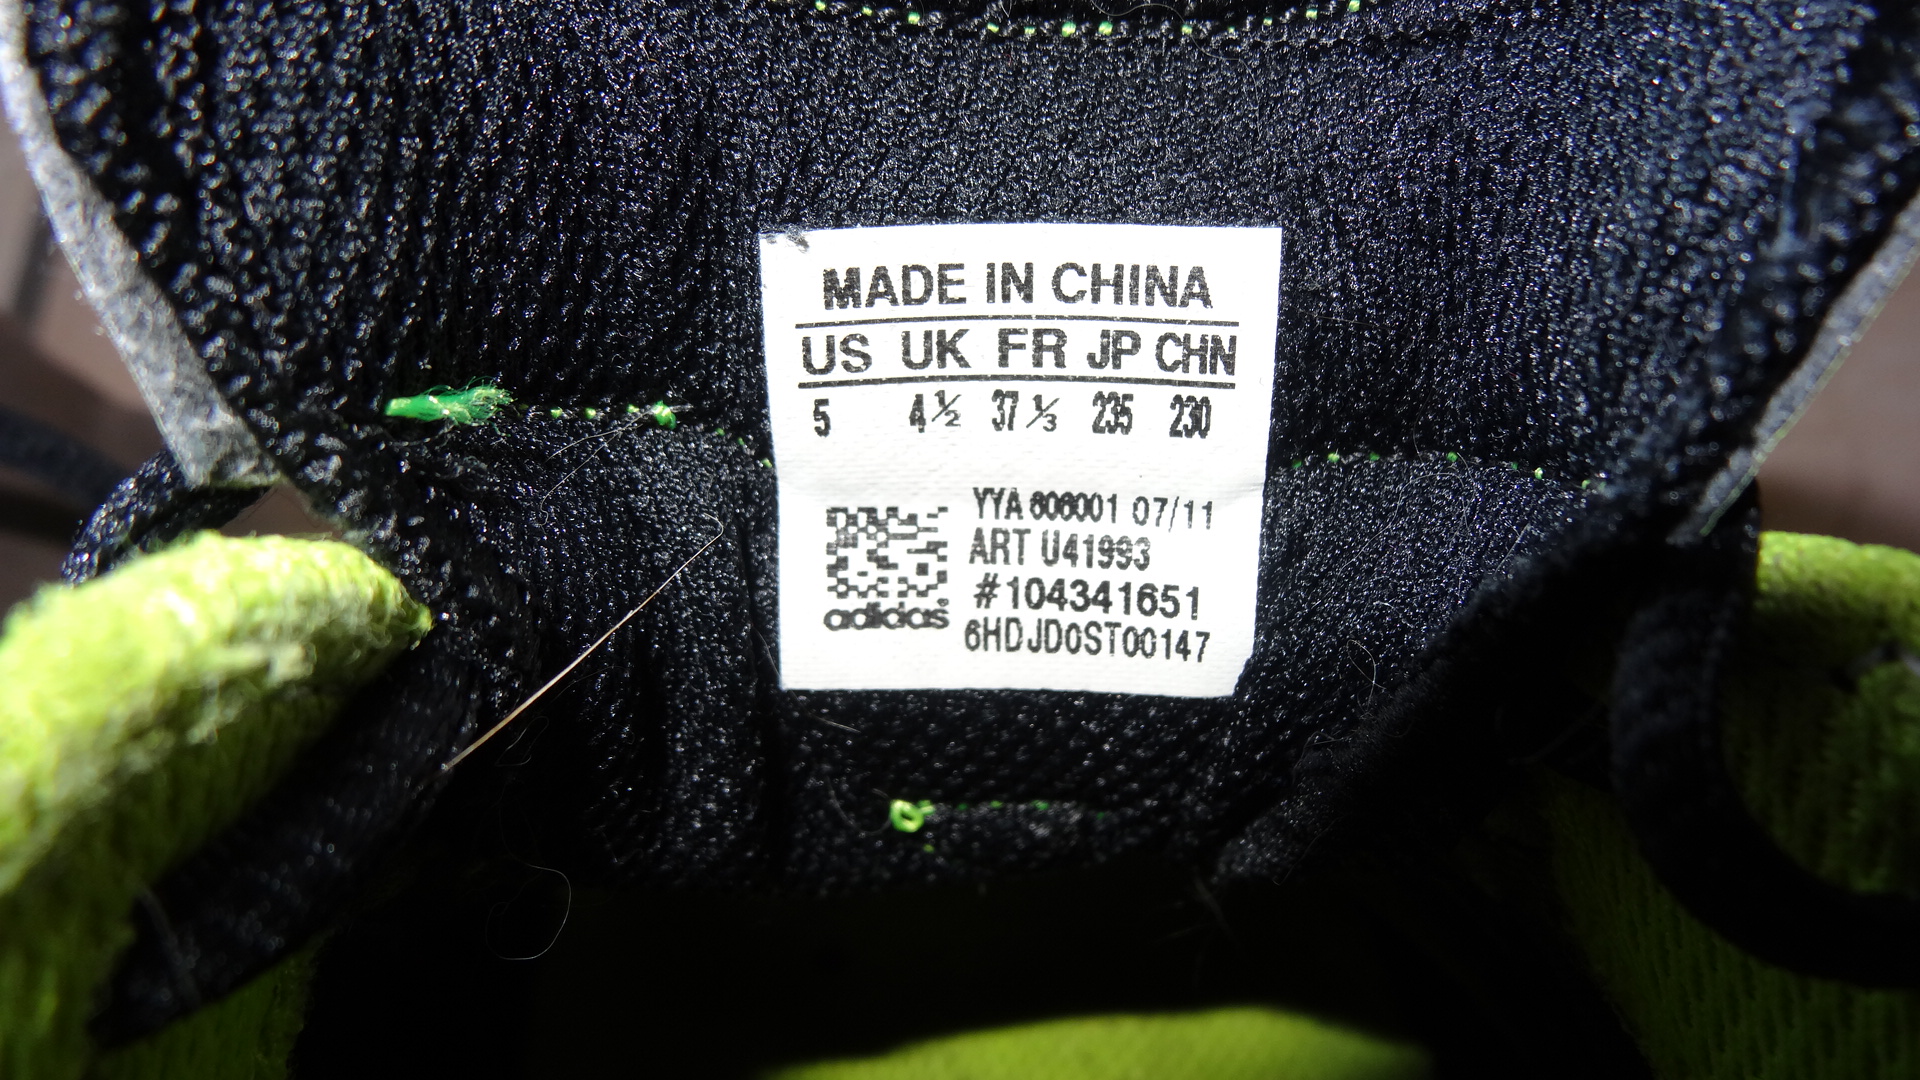 MADE IN CHINA
US UK FR JP CHN
5 4½ 37⅓ 235 230
YYA 606001 07/11
ART U41993
#104341651
6HDJD0ST00147
adidas